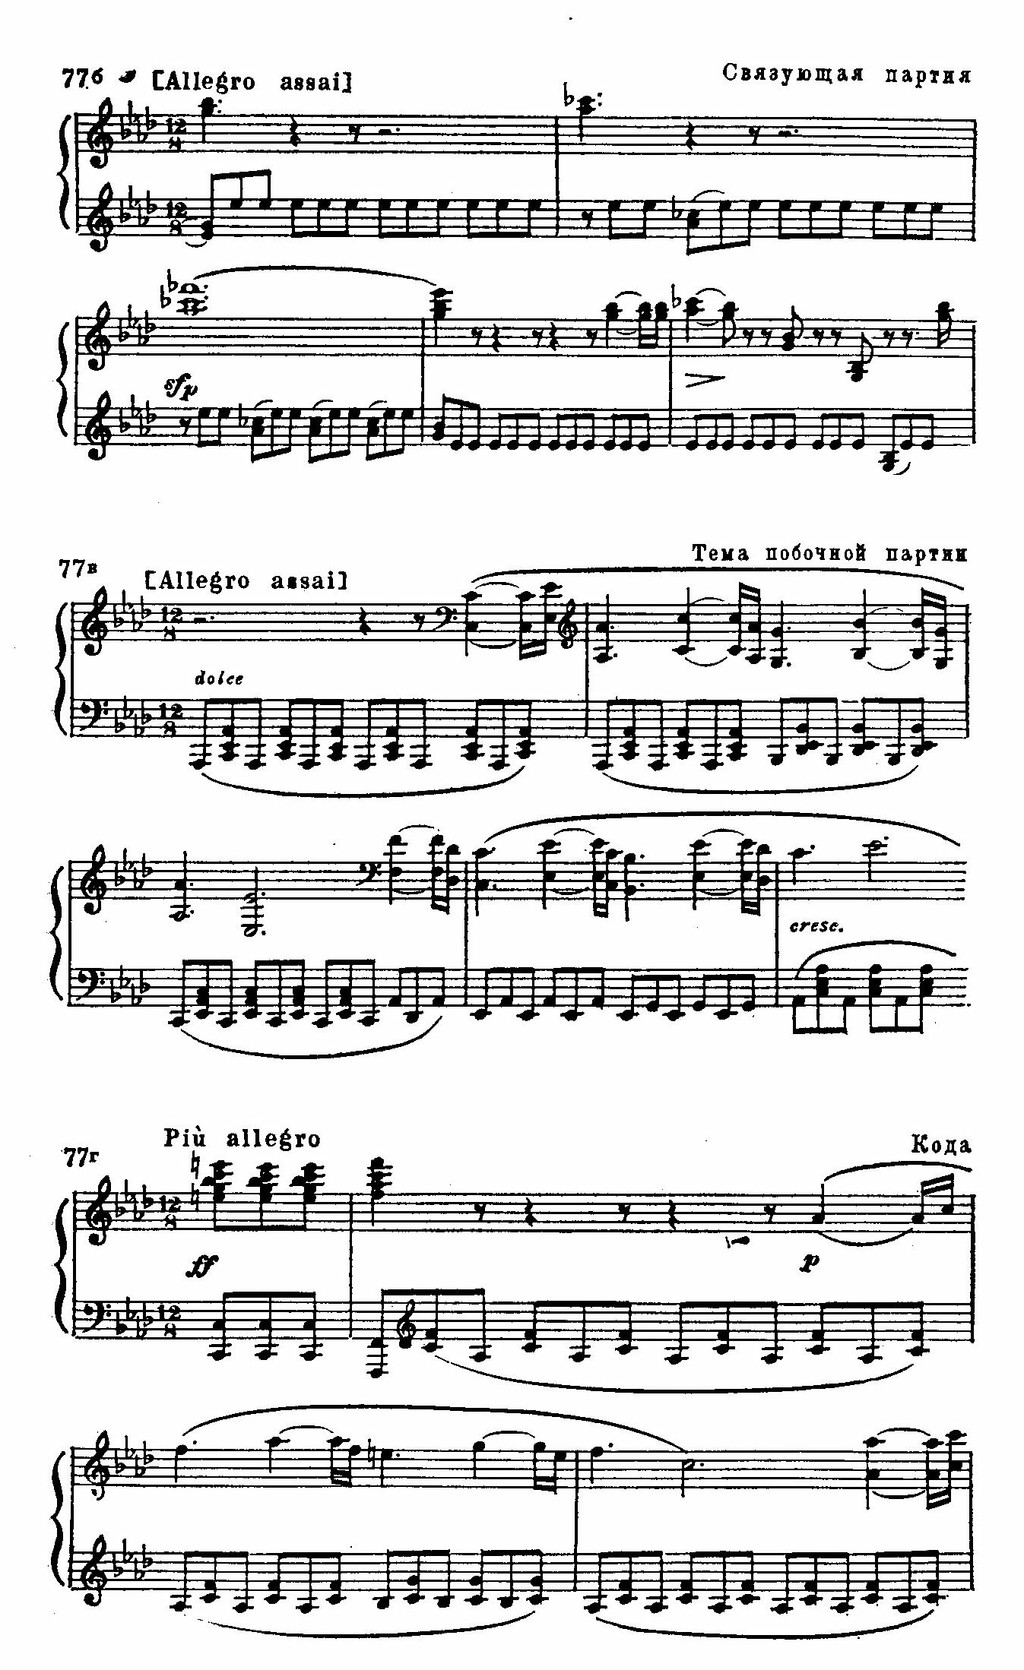 77б [Allegro assai] Связующая партия
sfp
77в [Allegro assai] Тема побочной партии
dolce
cresc.
77г Più allegro Кода
ff p